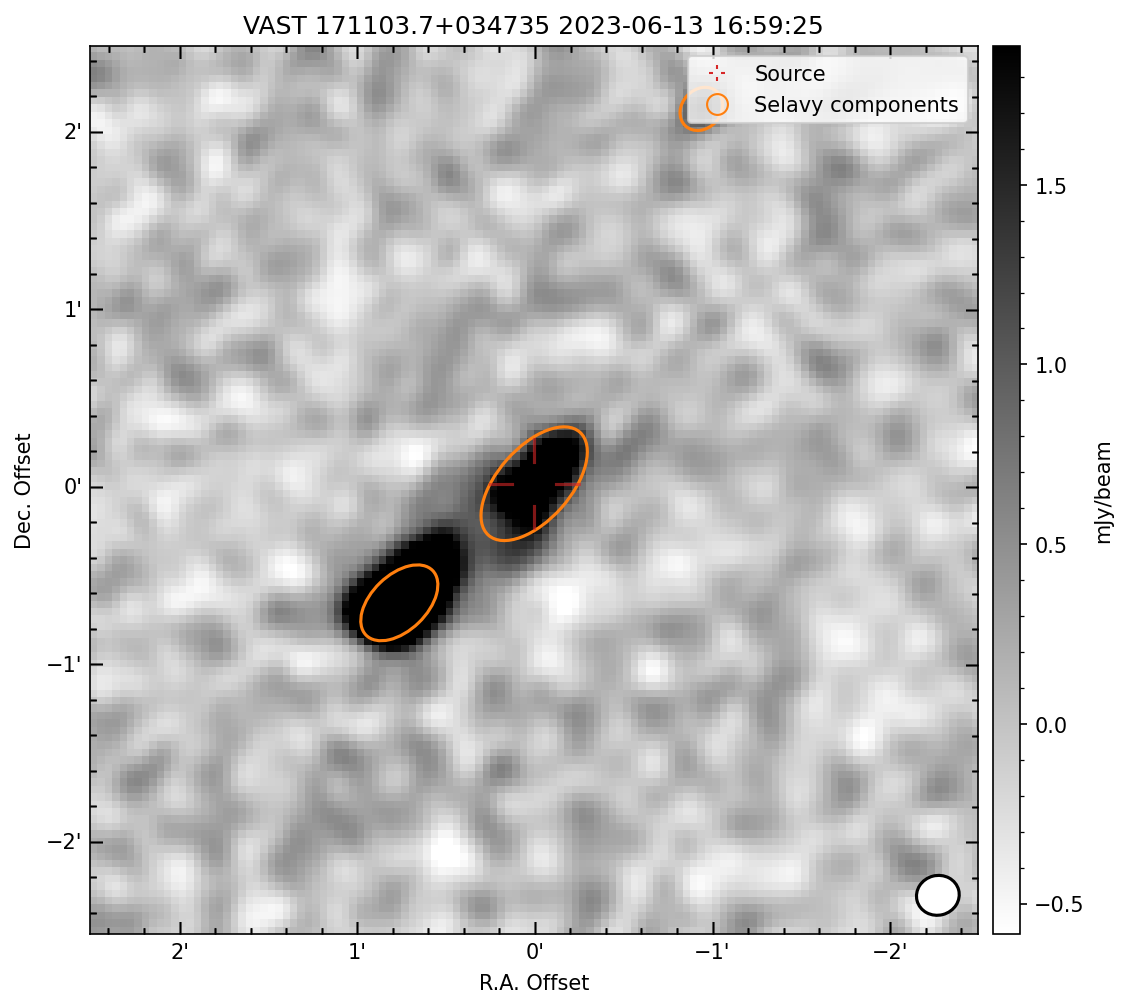 VAST 171103.7+034735 2023-06-13 16:59:25
Source
Selavy components
2'
1'
0'
−1'
−2'
Dec. Offset
2'
1'
0'
−1'
−2'
R.A. Offset
1.5
1.0
0.5
0.0
−0.5
mJy/beam